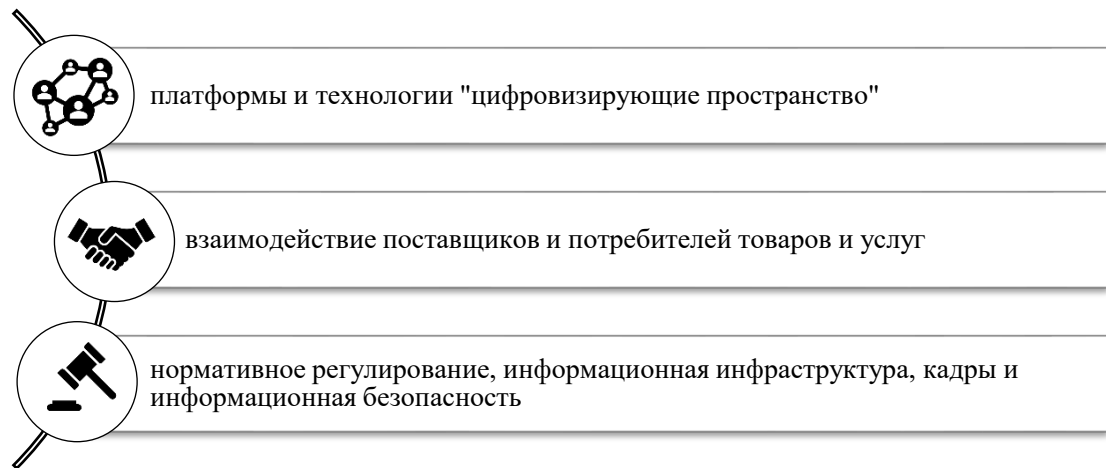 платформы и технологии "цифровизирующие пространство"
взаимодействие поставщиков и потребителей товаров и услуг
нормативное регулирование, информационная инфраструктура, кадры и
информационная безопасность